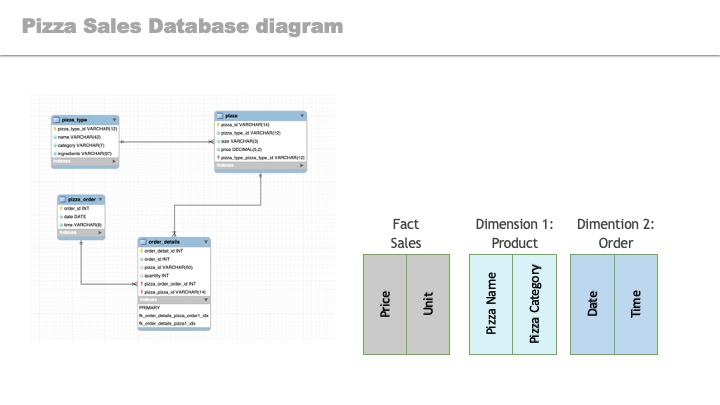 Pizza Sales Database diagram
pizza_type
pizza_type_id VARCHAR(12)
name VARCHAR(42)
category VARCHAR(7)
ingredients VARCHAR(97)
Indexes
pizza
pizza_id VARCHAR(14)
pizza_type_id VARCHAR(12)
size VARCHAR(3)
price DECIMAL(5,2)
pizza_type_pizza_type_id VARCHAR(12)
Indexes
pizza_order
order_id INT
date DATE
time VARCHAR(8)
Indexes
order_details
order_detail_id INT
order_id INT
pizza_id VARCHAR(50)
quantity INT
pizza_order_order_id INT
pizza_pizza_id VARCHAR(14)
Indexes
PRIMARY
fk_order_details_pizza_order1_idx
fk_order_details_pizza1_idx
Fact
Sales
Price
Unit
Dimension 1:
Product
Pizza Name
Pizza Category
Dimention 2:
Order
Date
Time